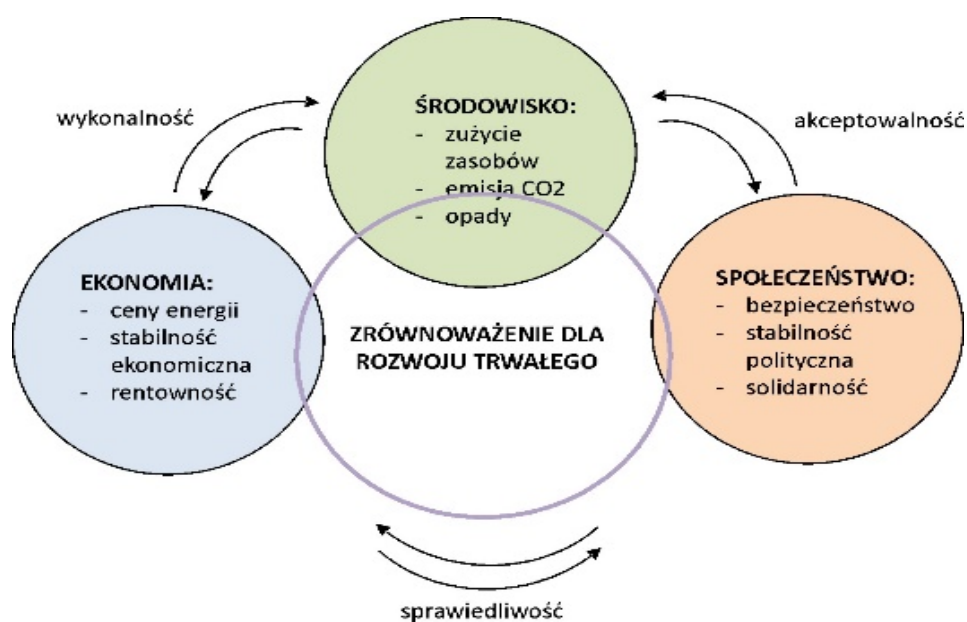 wykonalność
ŚRODOWISKO:
- zużycie
zasobów
- emisja CO2
- opady
akceptowalność
EKONOMIA:
- ceny energii
- stabilność
ekonomiczna
- rentowność
ZRÓWNOWAŻENIE DLA
ROZWOJU TRWAŁEGO
SPOŁECZEŃSTWO:
- bezpieczeństwo
- stabilność
polityczna
- solidarność
sprawiedliwość